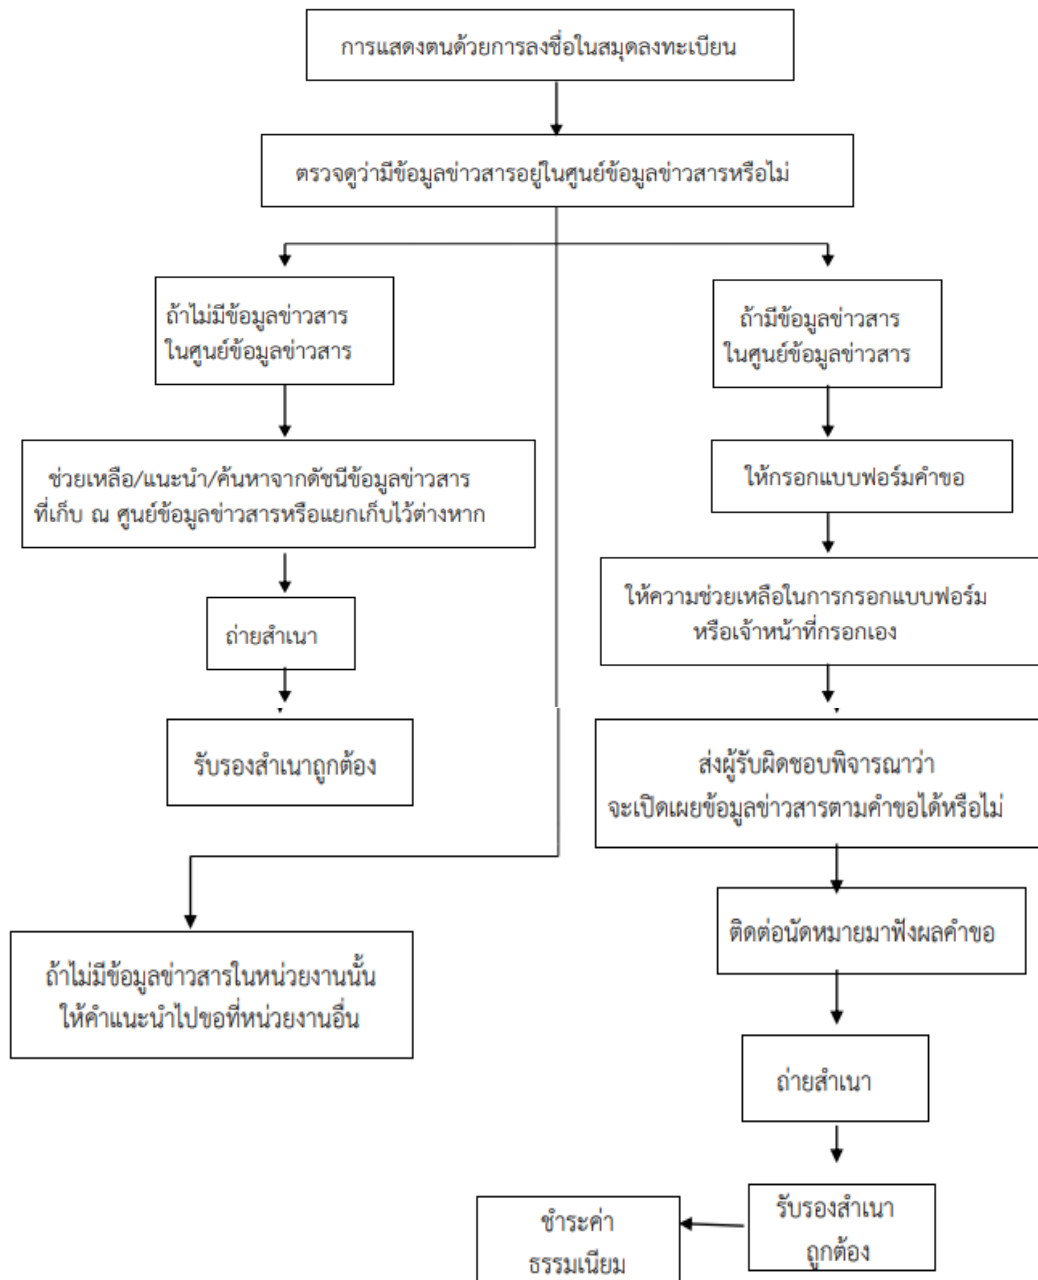 การแสดงตนด้วยการลงชื่อในสมุดลงทะเบียน
ตรวจดูว่ามีข้อมูลข่าวสารอยู่ในศูนย์ข้อมูลข่าวสารหรือไม่
ถ้าไม่มีข้อมูลข่าวสาร
ในศูนย์ข้อมูลข่าวสาร
ช่วยเหลือ/แนะนำ/ค้นหาจากดัชนีข้อมูลข่าวสาร
ที่เก็บ ณ ศูนย์ข้อมูลข่าวสารหรือแยกเก็บไว้ต่างหาก
ถ่ายสำเนา
รับรองสำเนาถูกต้อง
ถ้าไม่มีข้อมูลข่าวสารในหน่วยงานนั้น
ให้คำแนะนำไปขอที่หน่วยงานอื่น
ถ้ามีข้อมูลข่าวสาร
ในศูนย์ข้อมูลข่าวสาร
ให้กรอกแบบฟอร์มคำขอ
ให้ความช่วยเหลือในการกรอกแบบฟอร์ม
หรือเจ้าหน้าที่กรอกเอง
ส่งผู้รับผิดชอบพิจารณาว่า
จะเปิดเผยข้อมูลข่าวสารตามคำขอได้หรือไม่
ติดต่อนัดหมายมาฟังผลคำขอ
ถ่ายสำเนา
รับรองสำเนา
ถูกต้อง
ชำระค่า
ธรรมเนียม